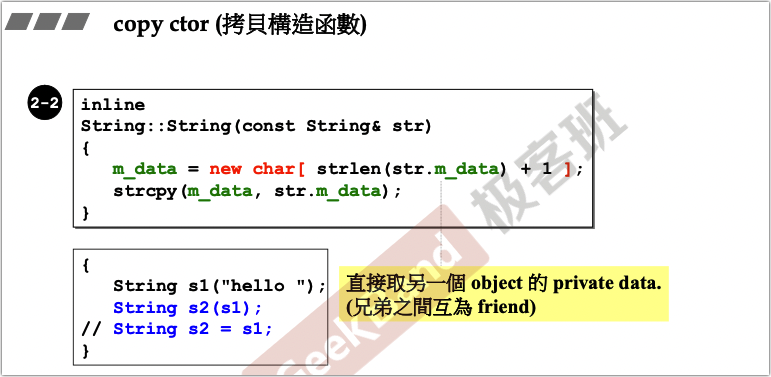 copy ctor (拷貝構造函數)
2-2
inline
String::String(const String& str)
{
   m_data = new char[ strlen(str.m_data) + 1 ];
   strcpy(m_data, str.m_data);
}
{
   String s1("hello ");
   String s2(s1);
// String s2 = s1;
}
直接取另一個 object 的 private data.
(兄弟之間互為 friend)
GeekBand 极客班